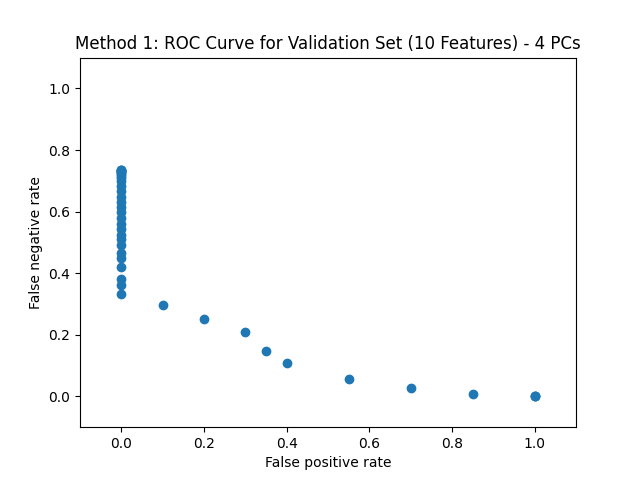 Method 1: ROC Curve for Validation Set (10 Features) - 4 PCs
1.0
0.8
0.6
0.4
0.2
0.0
False negative rate
0.0 0.2 0.4 0.6 0.8 1.0
False positive rate